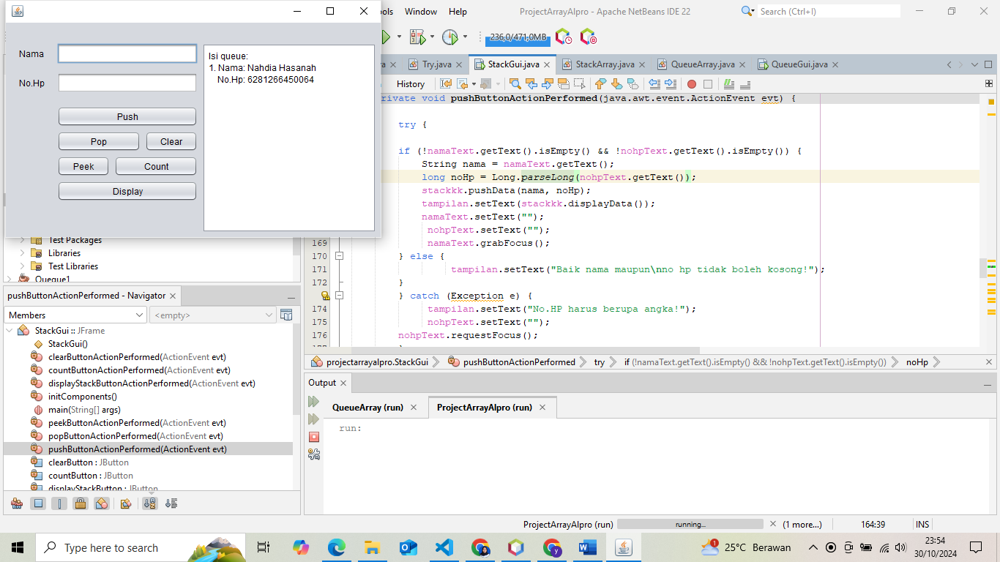 ools Window Help ProjectArrayAlpro - Apache NetBeans IDE 22 Search (Ctrl+I)
236,0/471,0MB
Nama
No.Hp
Push
Pop Clear
Peek Count
Display
Isi queue:
1. Nama: Nahdia Hasanah
No.Hp: 6281266450064
va Try.java StackGui.java StackArray.java QueueArray.java QueueGui.java
History
rivate void pushButtonActionPerformed(java.awt.event.ActionEvent evt) {
try {
if (!namaText.getText().isEmpty() && !nohpText.getText().isEmpty()) {
String nama = namaText.getText();
long noHp = Long.parseLong(nohpText.getText());
stackkk.pushData(nama, noHp);
tampilan.setText(stackkk.displayData());
namaText.setText("");
nohpText.setText("");
169 namaText.grabFocus();
170 } else {
171 tampilan.setText("Baik nama maupun\nno hp tidak boleh kosong!");
172 }
} catch (Exception e) {
174 tampilan.setText("No.HP harus berupa angka!");
175 nohpText.setText("");
176 nohpText.requestFocus();
Test Packages
Libraries
Test Libraries
Queque1
pushButtonActionPerformed - Navigator
Members <empty>
StackGui :: JFrame
StackGui()
clearButtonActionPerformed(ActionEvent evt)
countButtonActionPerformed(ActionEvent evt)
displayStackButtonActionPerformed(ActionEvent evt)
initComponents()
main(String[] args)
peekButtonActionPerformed(ActionEvent evt)
popButtonActionPerformed(ActionEvent evt)
pushButtonActionPerformed(ActionEvent evt)
clearButton : JButton
countButton : JButton
displayStackButton : JButton
projectarrayalpro.StackGui pushButtonActionPerformed try if (!namaText.getText().isEmpty() && !nohpText.getText().isEmpty()) noHp
Output
QueueArray (run) ProjectArrayAlpro (run)
run:
ProjectArrayAlpro (run) running... (1 more...) 164:39 INS
Type here to search
1 25°C Berawan
23:54
30/10/2024